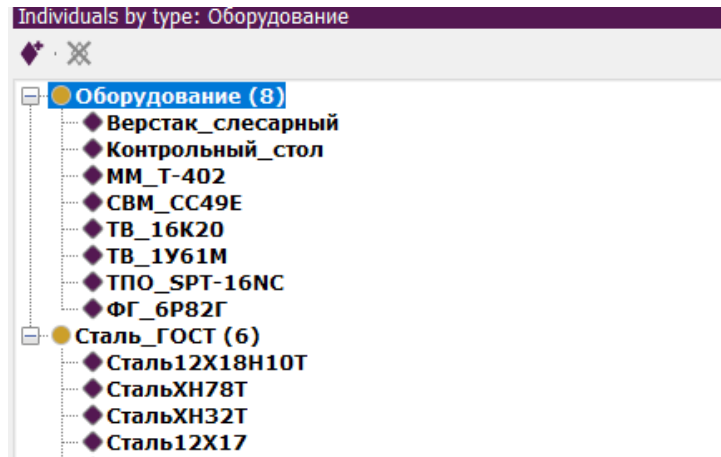 Individuals by type: Оборудование
Оборудование (8)
Верстак_слесарный
Контрольный_стол
ММ_Т-402
СВМ_СС49Е
ТВ_16К20
ТВ_1У61М
ТПО_SPT-16NC
ФГ_6Р82Г
Сталь_ГОСТ (6)
Сталь12Х18Н10Т
СтальХН78Т
СтальХН32Т
Сталь12Х17